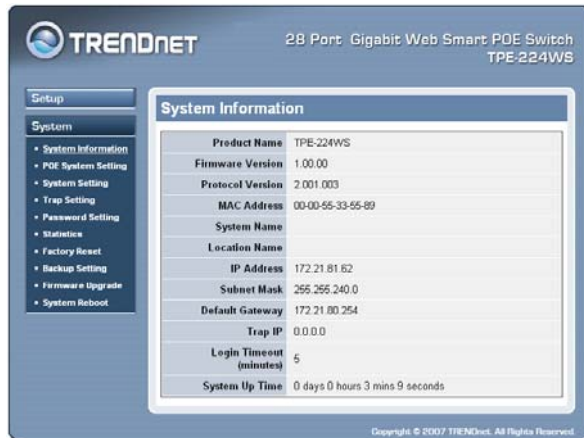 TRENDNET
28 Port Gigabit Web Smart POE Switch
TPE-224WS
Setup
System
• System Information
• POE System Setting
• System Setting
• Trap Setting
• Password Setting
• Statistics
• Factory Reset
• Backup Setting
• Firmware Upgrade
• System Reboot
System Information
Product Name TPE-224WS
Firmware Version 1.00.00
Protocol Version 2.001.003
MAC Address 00-00-55-33-55-89
System Name
Location Name
IP Address 172.21.81.62
Subnet Mask 255.255.240.0
Default Gateway 172.21.80.254
Trap IP 0.0.0.0
Login Timeout
(minutes) 5
System Up Time 0 days 0 hours 3 mins 9 seconds
Copyright © 2007 TRENDnet. All Rights Reserved.